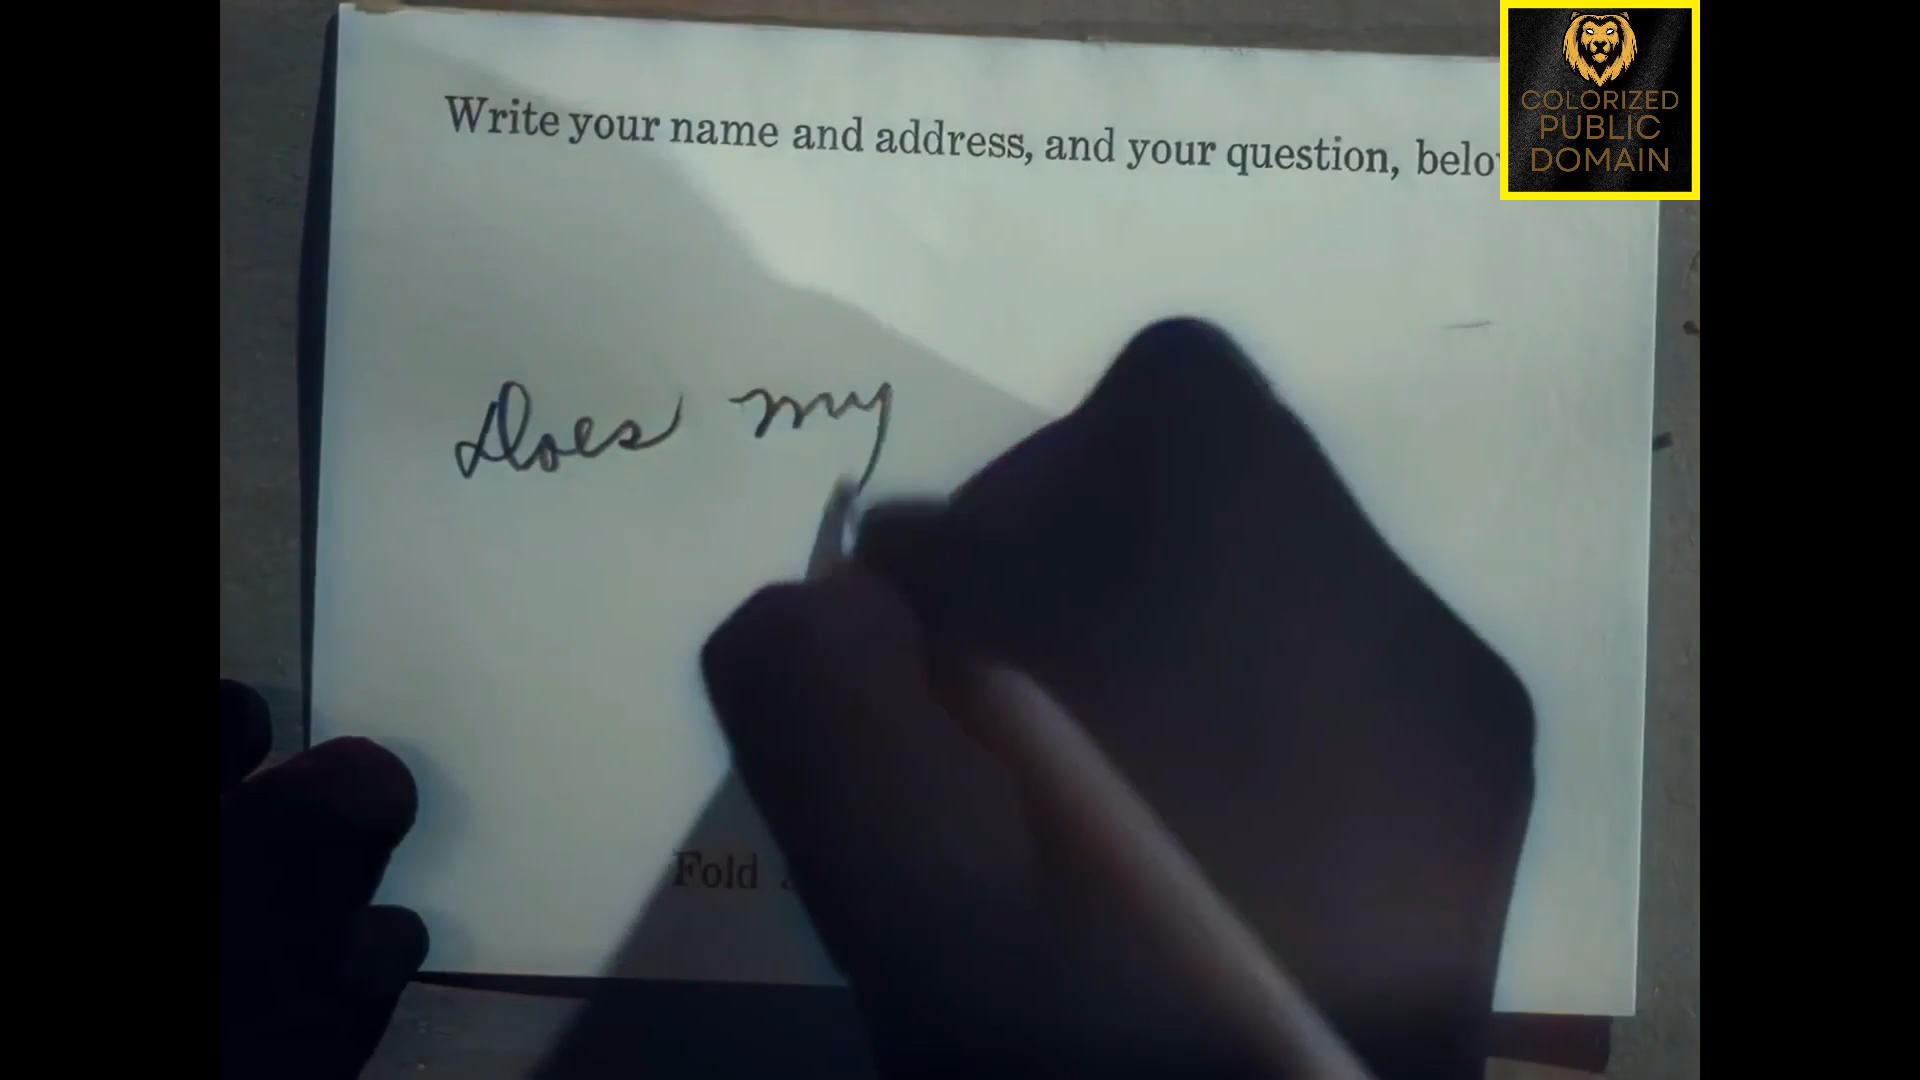 Write your name and address, and your question, belo
COLORIZED
PUBLIC
DOMAIN
Does my
Fold